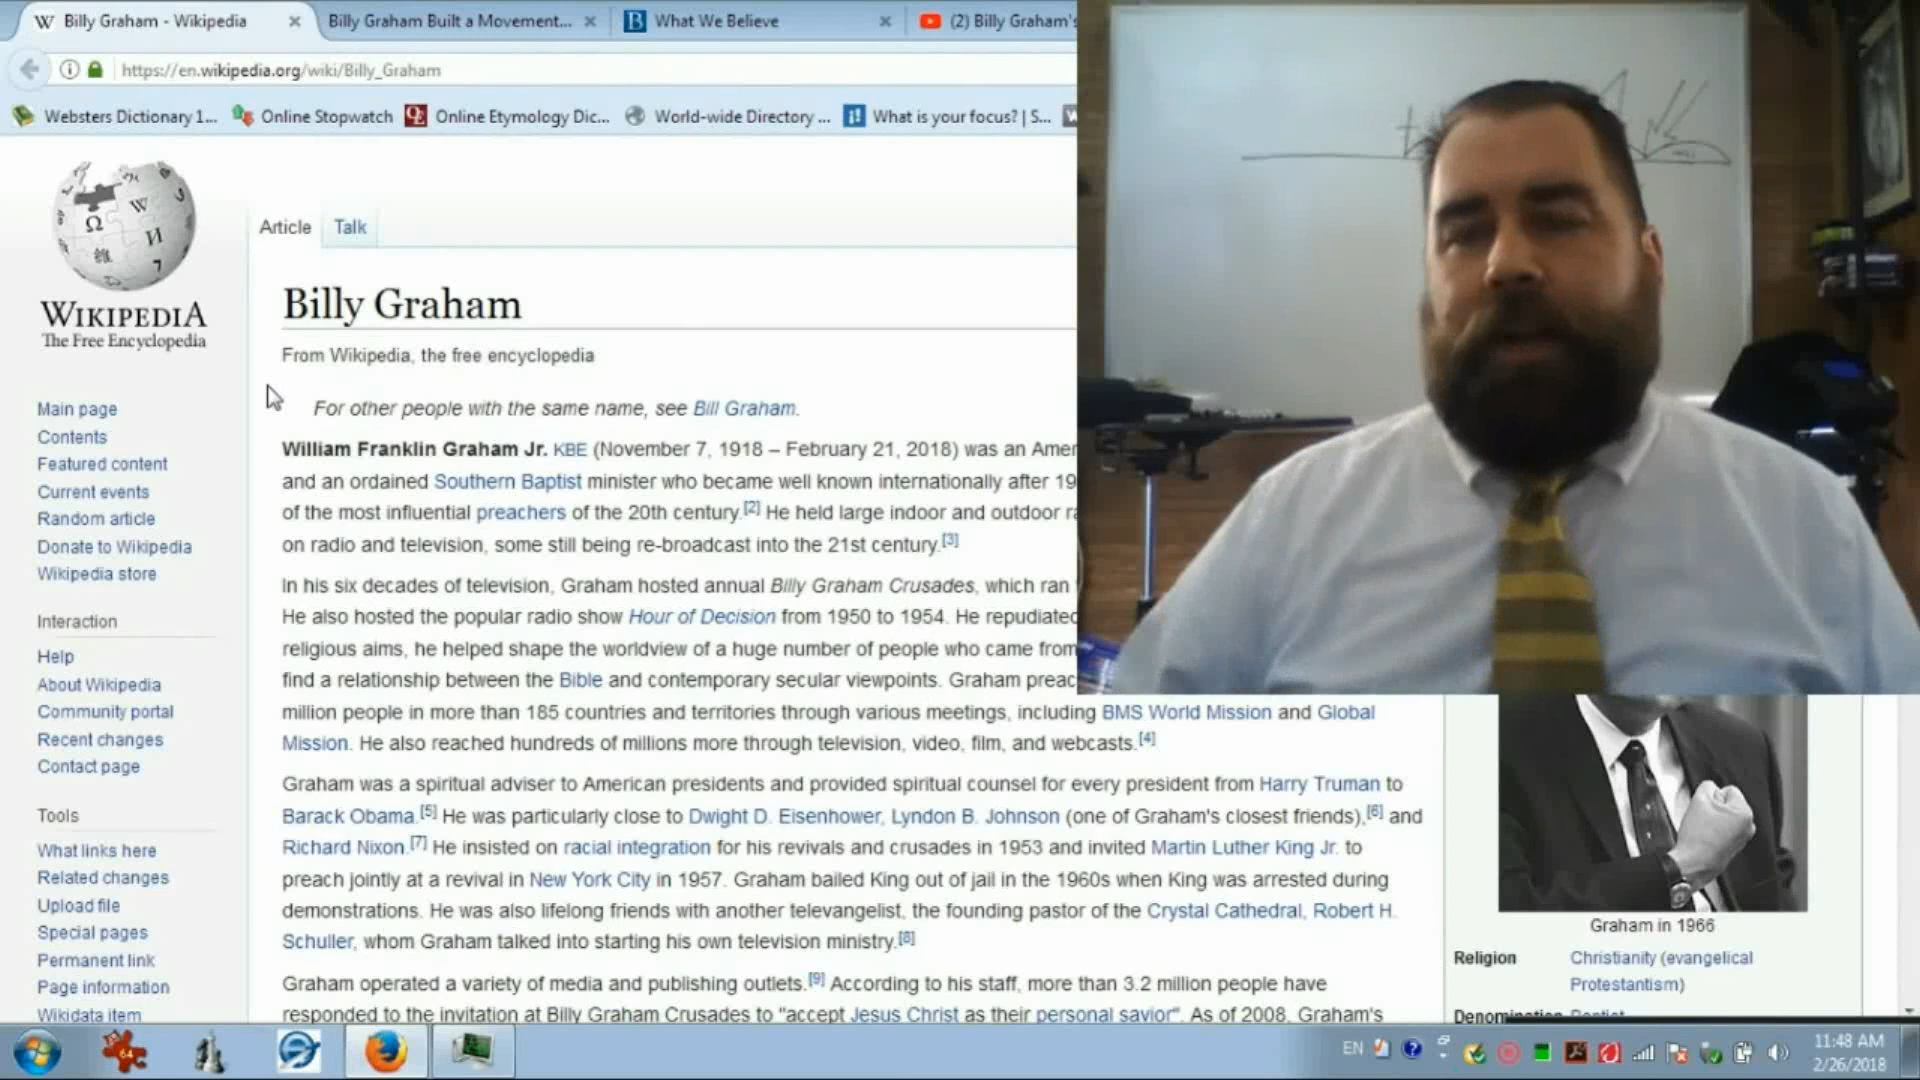 Billy Graham - Wikipedia
Billy Graham Built a Movement...
What We Believe
(2) Billy Graham's
https://en.wikipedia.org/wiki/Billy_Graham
Websters Dictionary 1...
Online Stopwatch
Online Etymology Dic...
World-wide Directory ...
What is your focus? | S...
WIKIPEDIA
The Free Encyclopedia
Article
Talk
Billy Graham
From Wikipedia, the free encyclopedia
For other people with the same name, see Bill Graham.
William Franklin Graham Jr. KBE (November 7, 1918 – February 21, 2018) was an Amer
and an ordained Southern Baptist minister who became well known internationally after 19
of the most influential preachers of the 20th century.[2] He held large indoor and outdoor ra
on radio and television, some still being re-broadcast into the 21st century.[3]
In his six decades of television, Graham hosted annual Billy Graham Crusades, which ran
He also hosted the popular radio show Hour of Decision from 1950 to 1954. He repudiated
religious aims, he helped shape the worldview of a huge number of people who came from
find a relationship between the Bible and contemporary secular viewpoints. Graham preac
million people in more than 185 countries and territories through various meetings, including BMS World Mission and Global
Mission. He also reached hundreds of millions more through television, video, film, and webcasts.[4]
Graham was a spiritual adviser to American presidents and provided spiritual counsel for every president from Harry Truman to
Barack Obama.[5] He was particularly close to Dwight D. Eisenhower, Lyndon B. Johnson (one of Graham's closest friends),[6] and
Richard Nixon.[7] He insisted on racial integration for his revivals and crusades in 1953 and invited Martin Luther King Jr. to
preach jointly at a revival in New York City in 1957. Graham bailed King out of jail in the 1960s when King was arrested during
demonstrations. He was also lifelong friends with another televangelist, the founding pastor of the Crystal Cathedral, Robert H.
Schuller, whom Graham talked into starting his own television ministry.[8]
Graham operated a variety of media and publishing outlets.[9] According to his staff, more than 3.2 million people have
responded to the invitation at Billy Graham Crusades to "accept Jesus Christ as their personal savior". As of 2008, Graham's
Main page
Contents
Featured content
Current events
Random article
Donate to Wikipedia
Wikipedia store
Interaction
Help
About Wikipedia
Community portal
Recent changes
Contact page
Tools
What links here
Related changes
Upload file
Special pages
Permanent link
Page information
Wikidata item
Graham in 1966
Religion
Christianity (evangelical
Protestantism)
Denomination Baptist
64
EN
11:48 AM
2/26/2018